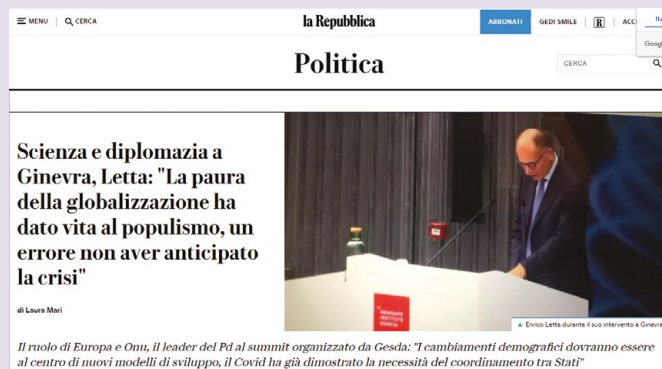 MENU CERCA la Repubblica ABBONATI GEDI SMILE R
Politica
CERCA
Scienza e diplomazia a
Ginevra, Letta: "La paura
della globalizzazione ha
dato vita al populismo, un
errore non aver anticipato
la crisi"
di Laura Mari
GRADUATE
INSTITUTE
GENEVA
Enrico Letta durante il suo intervento a Ginevra
Il ruolo di Europa e Onu, il leader del Pd al summit organizzato da Gesda: "I cambiamenti demografici dovranno essere
al centro di nuovi modelli di sviluppo, il Covid ha già dimostrato la necessità del coordinamento tra Stati"